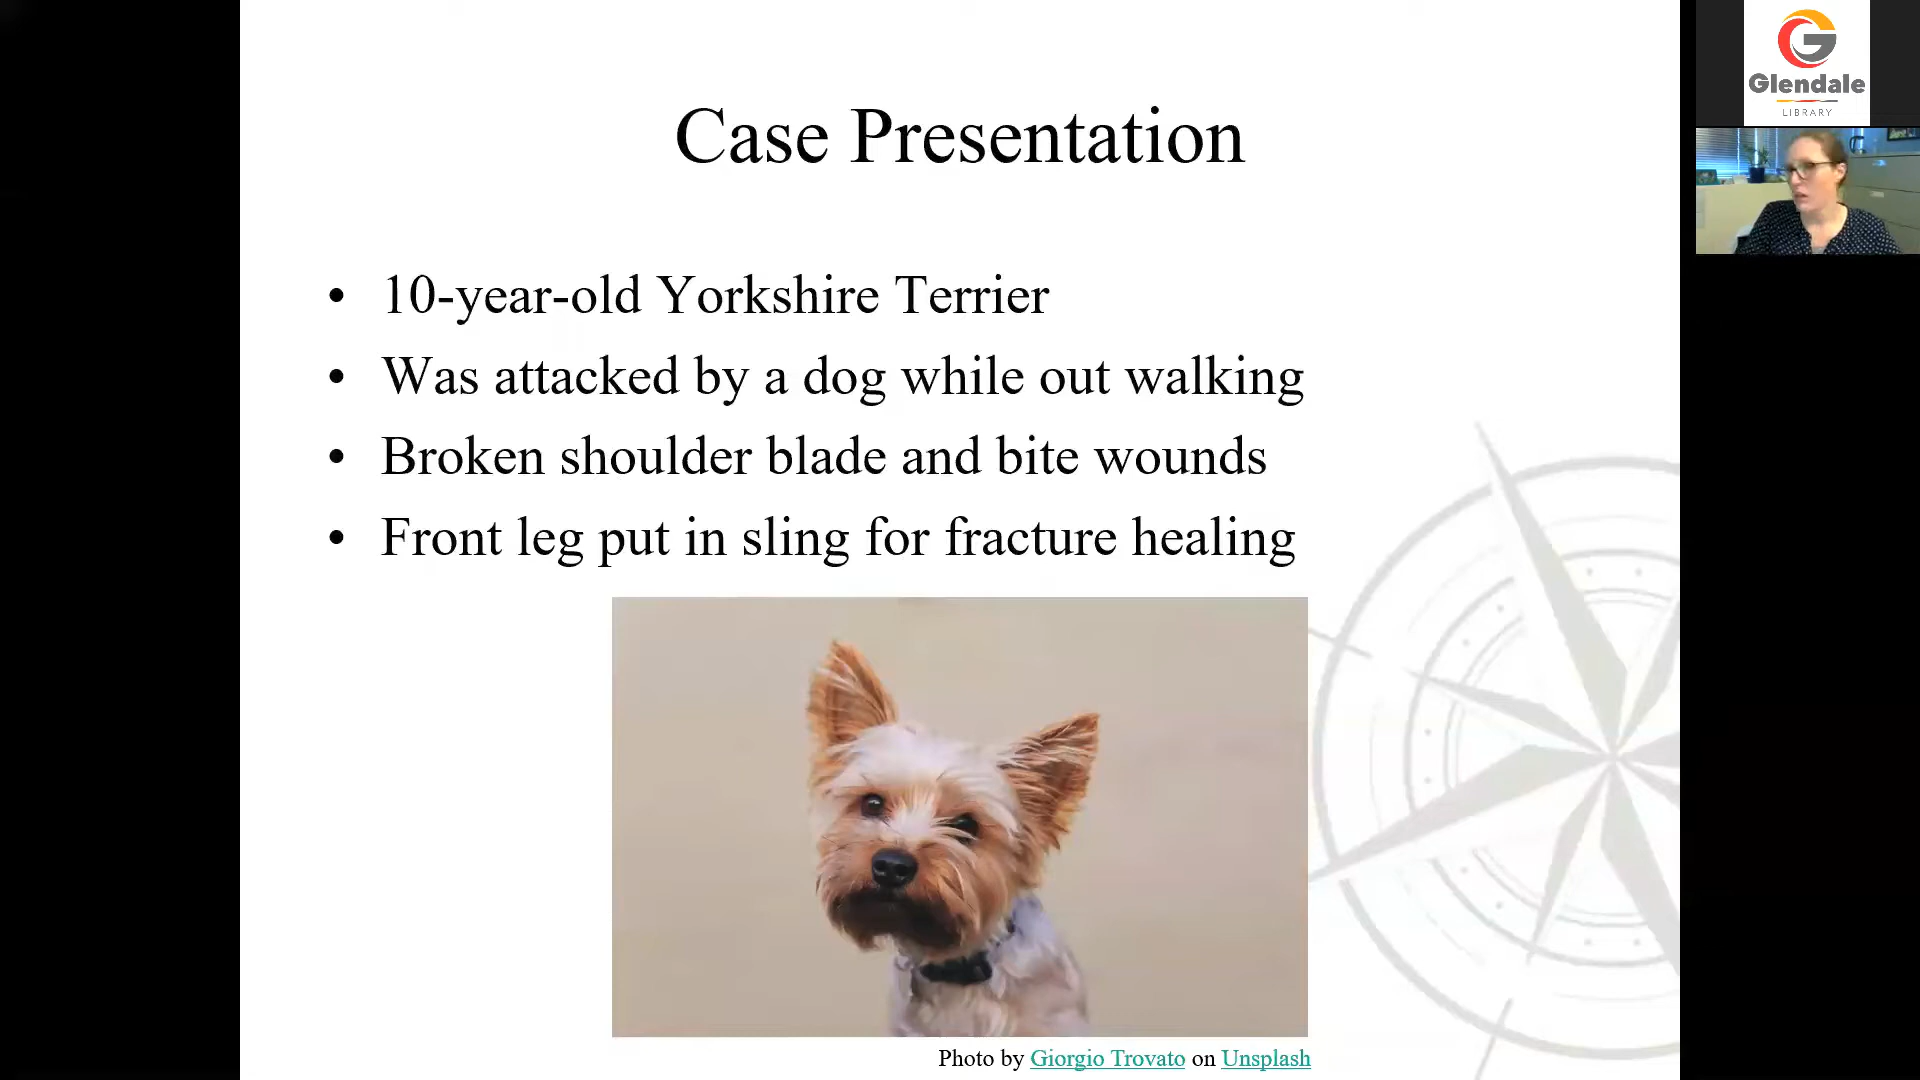 Case Presentation
• 10-year-old Yorkshire Terrier
• Was attacked by a dog while out walking
• Broken shoulder blade and bite wounds
• Front leg put in sling for fracture healing
Photo by Giorgio Trovato on Unsplash
G
Glendale
LIBRARY